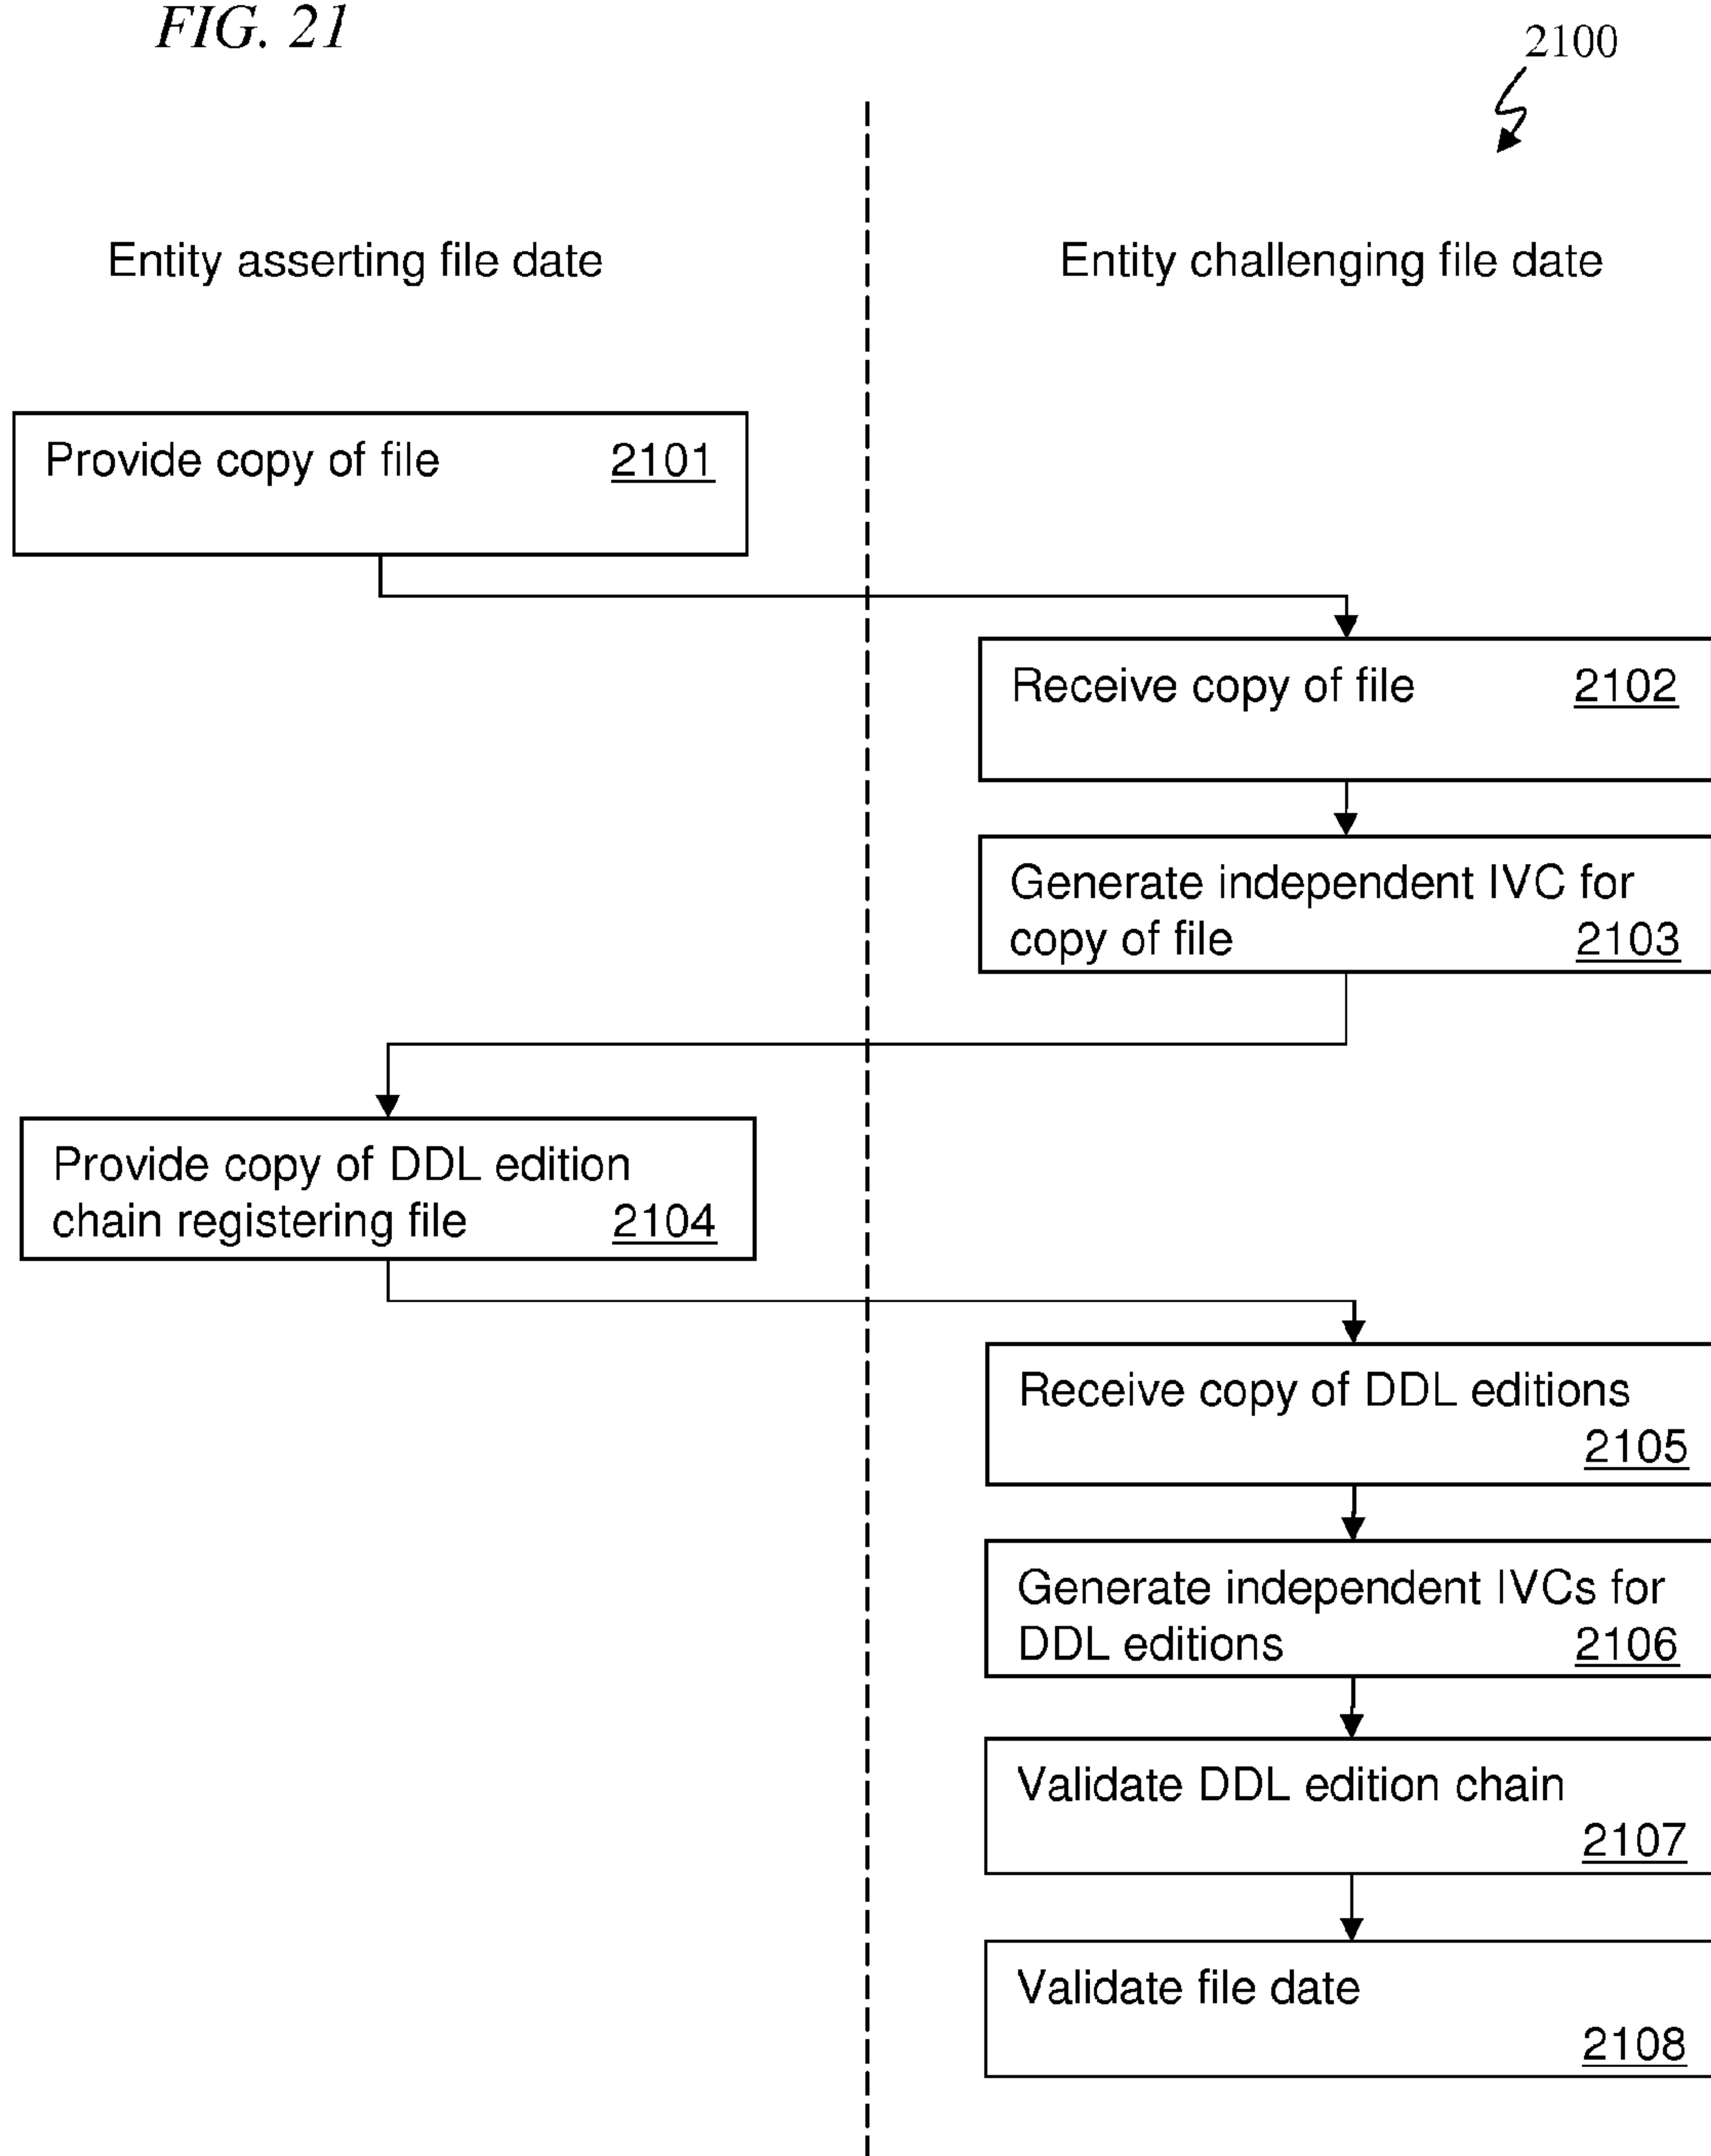 FIG. 21
2100
Entity asserting file date
Entity challenging file date
Provide copy of file 2101
Receive copy of file 2102
Generate independent IVC for
copy of file 2103
Provide copy of DDL edition
chain registering file 2104
Receive copy of DDL editions
2105
Generate independent IVCs for
DDL editions 2106
Validate DDL edition chain
2107
Validate file date
2108